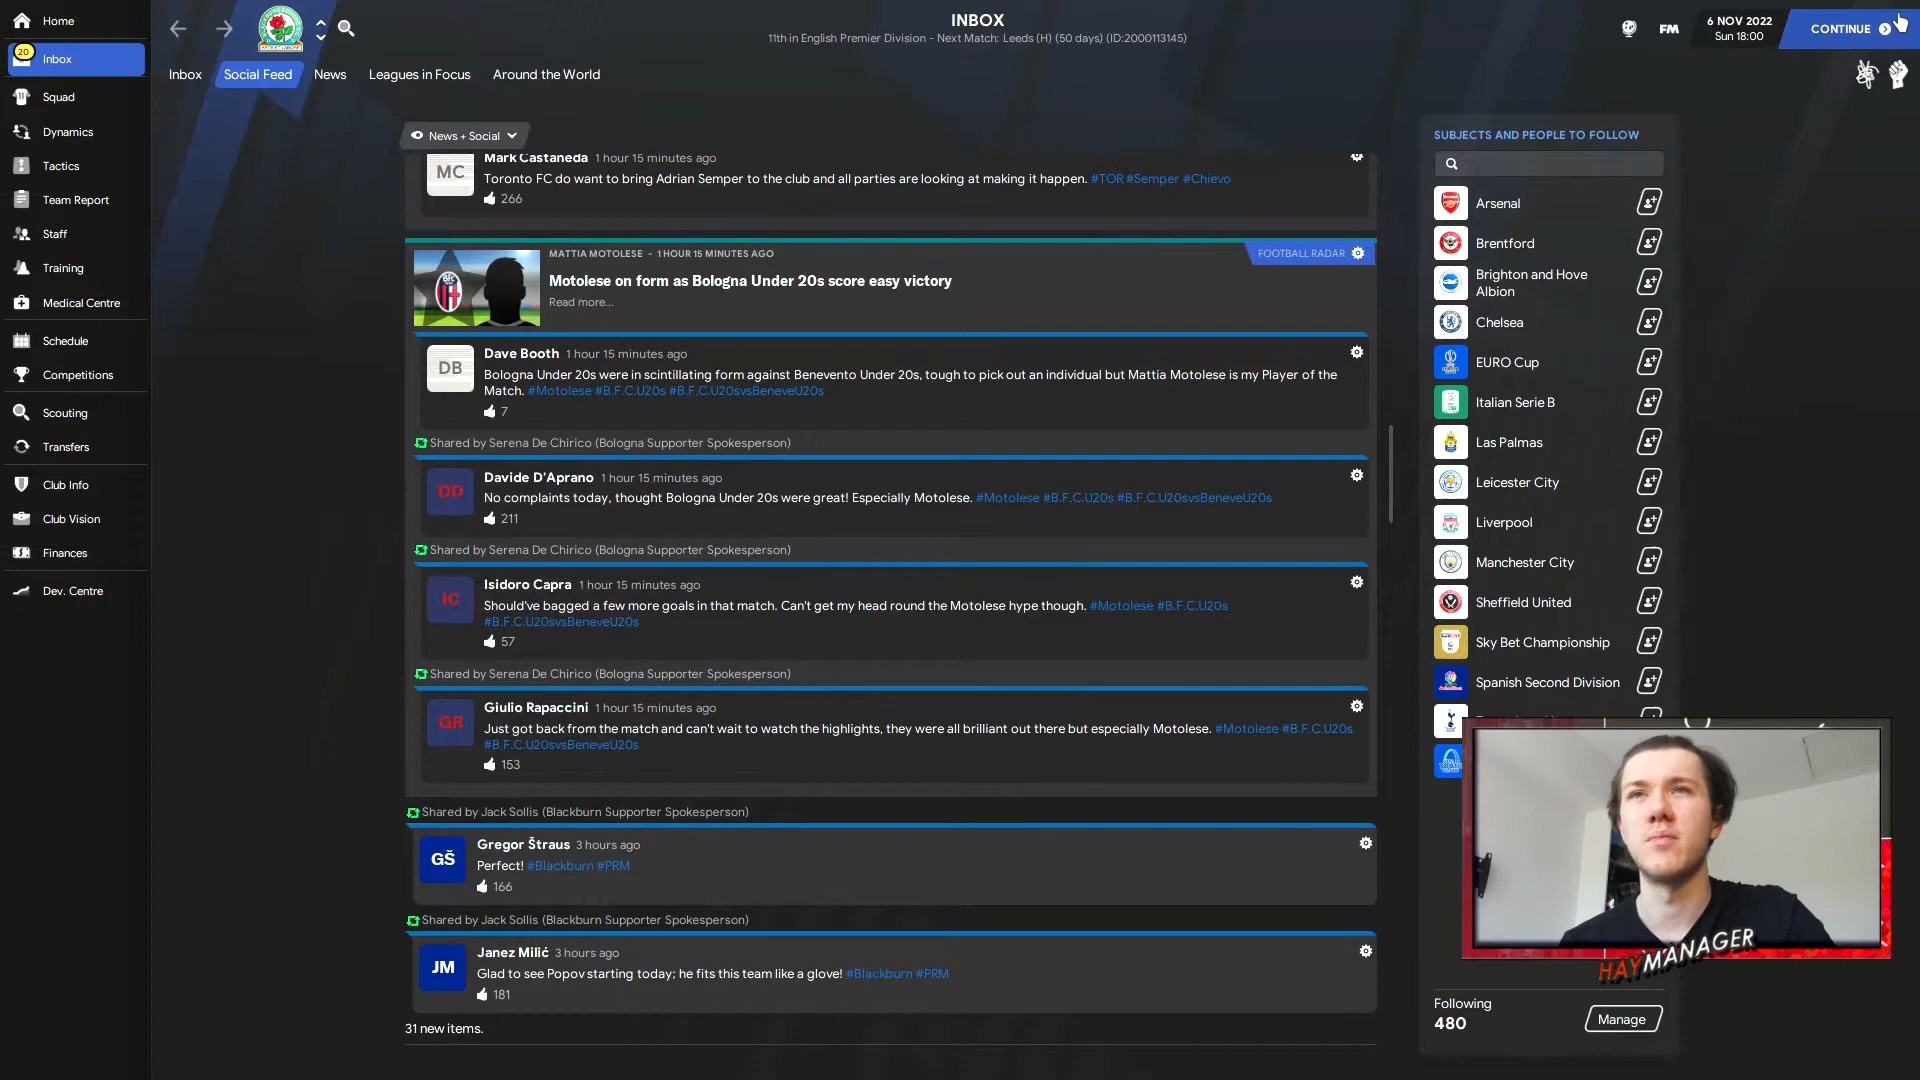 Home
20
Inbox
Squad
Dynamics
Tactics
Team Report
Staff
Training
Medical Centre
Schedule
Competitions
Scouting
Transfers
Club Info
Club Vision
Finances
Dev. Centre
INBOX
11th in English Premier Division - Next Match: Leeds (H) (50 days) (ID:2000113145)
FM
6 NOV 2022
Sun 18:00
CONTINUE
Inbox
Social Feed
News
Leagues in Focus
Around the World
News + Social
MC
Mark Castaneda 1 hour 15 minutes ago
Toronto FC do want to bring Adrian Semper to the club and all parties are looking at making it happen. #TOR #Semper #Chievo
266
MATTIA MOTOLESE - 1 HOUR 15 MINUTES AGO
FOOTBALL RADAR
Motolese on form as Bologna Under 20s score easy victory
Read more...
DB
Dave Booth 1 hour 15 minutes ago
Bologna Under 20s were in scintillating form against Benevento Under 20s, tough to pick out an individual but Mattia Motolese is my Player of the
Match. #Motolese #B.F.C.U20s #B.F.C.U20svsBeneveU20s
7
Shared by Serena De Chirico (Bologna Supporter Spokesperson)
DD
Davide D'Aprano 1 hour 15 minutes ago
No complaints today, thought Bologna Under 20s were great! Especially Motolese. #Motolese #B.F.C.U20s #B.F.C.U20svsBeneveU20s
211
Shared by Serena De Chirico (Bologna Supporter Spokesperson)
IC
Isidoro Capra 1 hour 15 minutes ago
Should've bagged a few more goals in that match. Can't get my head round the Motolese hype though. #Motolese #B.F.C.U20s
#B.F.C.U20svsBeneveU20s
57
Shared by Serena De Chirico (Bologna Supporter Spokesperson)
GR
Giulio Rapaccini 1 hour 15 minutes ago
Just got back from the match and can't wait to watch the highlights, they were all brilliant out there but especially Motolese. #Motolese #B.F.C.U20s
#B.F.C.U20svsBeneveU20s
153
Shared by Jack Sollis (Blackburn Supporter Spokesperson)
GŠ
Gregor Štraus 3 hours ago
Perfect! #Blackburn #PRM
166
Shared by Jack Sollis (Blackburn Supporter Spokesperson)
JM
Janez Milić 3 hours ago
Glad to see Popov starting today; he fits this team like a glove! #Blackburn #PRM
181
31 new items.
SUBJECTS AND PEOPLE TO FOLLOW
Arsenal
Brentford
Brighton and Hove
Albion
Chelsea
EURO Cup
Italian Serie B
Las Palmas
Leicester City
Liverpool
Manchester City
Sheffield United
Sky Bet Championship
Spanish Second Division
HAYMANAGER
Following
480
Manage